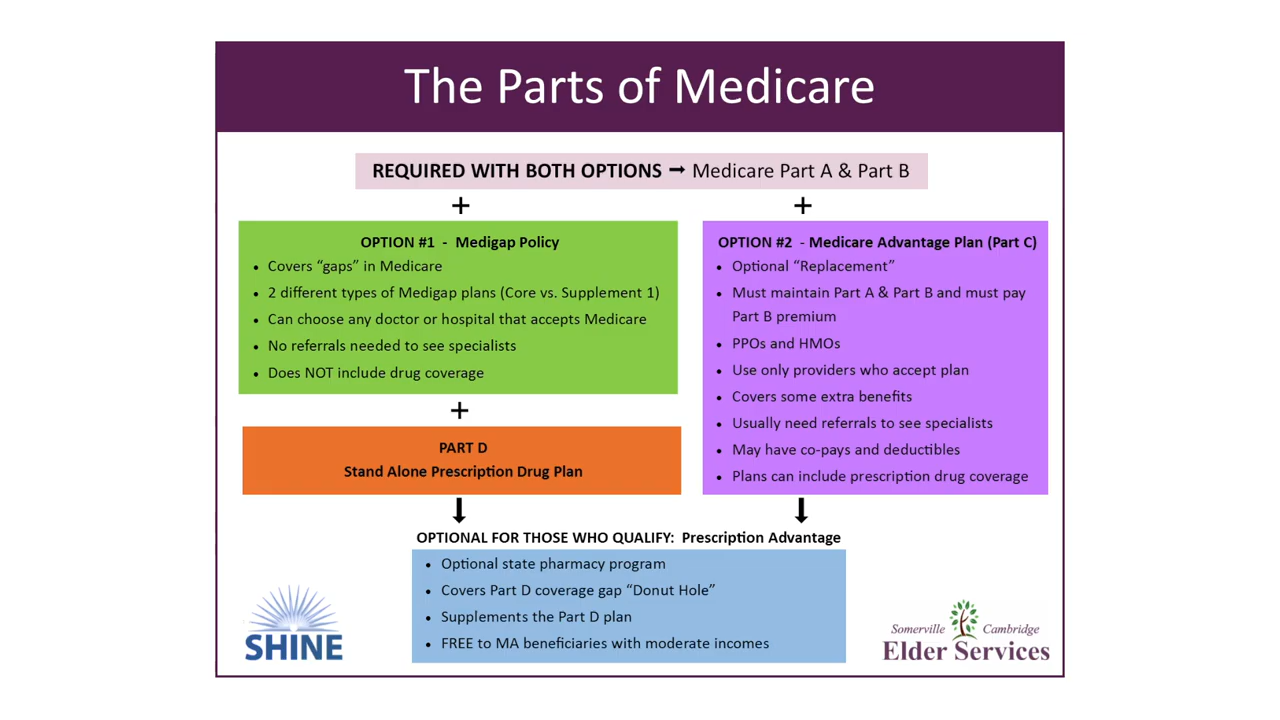 The Parts of Medicare
REQUIRED WITH BOTH OPTIONS ➞ Medicare Part A & Part B
+ +
OPTION #1 - Medigap Policy
• Covers “gaps” in Medicare
• 2 different types of Medigap plans (Core vs. Supplement 1)
• Can choose any doctor or hospital that accepts Medicare
• No referrals needed to see specialists
• Does NOT include drug coverage
+
PART D
Stand Alone Prescription Drug Plan
OPTION #2 - Medicare Advantage Plan (Part C)
• Optional “Replacement”
• Must maintain Part A & Part B and must pay
Part B premium
• PPOs and HMOs
• Use only providers who accept plan
• Covers some extra benefits
• Usually need referrals to see specialists
• May have co-pays and deductibles
• Plans can include prescription drug coverage
OPTIONAL FOR THOSE WHO QUALIFY: Prescription Advantage
• Optional state pharmacy program
• Covers Part D coverage gap “Donut Hole”
• Supplements the Part D plan
• FREE to MA beneficiaries with moderate incomes
SHINE
Somerville Cambridge
Elder Services